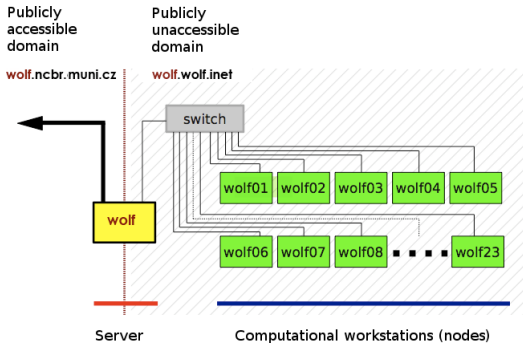 Publicly
accessible
domain
Publicly
unaccessible
domain
wolf.ncbr.muni.cz
wolf.wolf.inet
switch
wolf01
wolf02
wolf03
wolf04
wolf05
wolf
wolf06
wolf07
wolf08
wolf23
Server
Computational workstations (nodes)